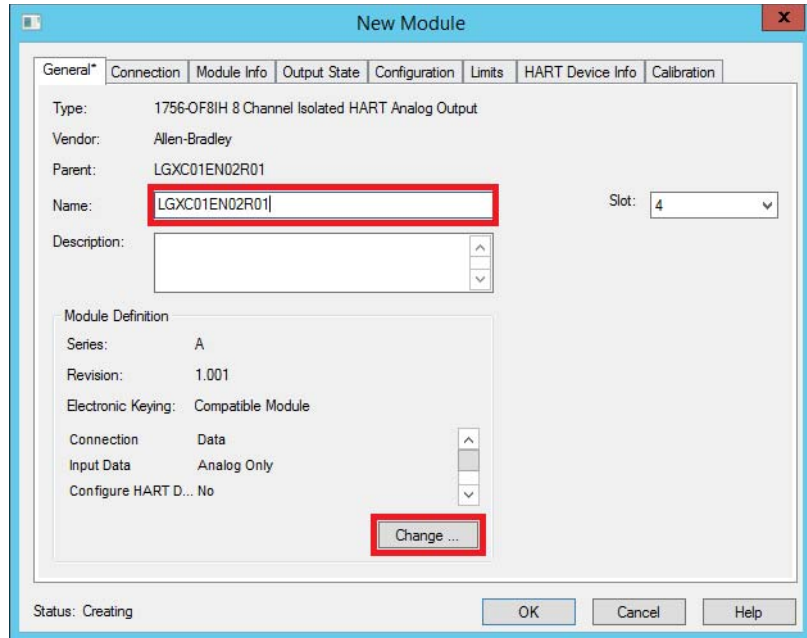 New Module
x
General* Connection Module Info Output State Configuration Limits HART Device Info Calibration
Type: 1756-OF8IH 8 Channel Isolated HART Analog Output
Vendor: Allen-Bradley
Parent: LGXC01EN02R01
Name: LGXC01EN02R01 Slot: 4
Description:
Module Definition
Series: A
Revision: 1.001
Electronic Keying: Compatible Module
Connection Data
Input Data Analog Only
Configure HART D... No
Change ...
Status: Creating OK Cancel Help